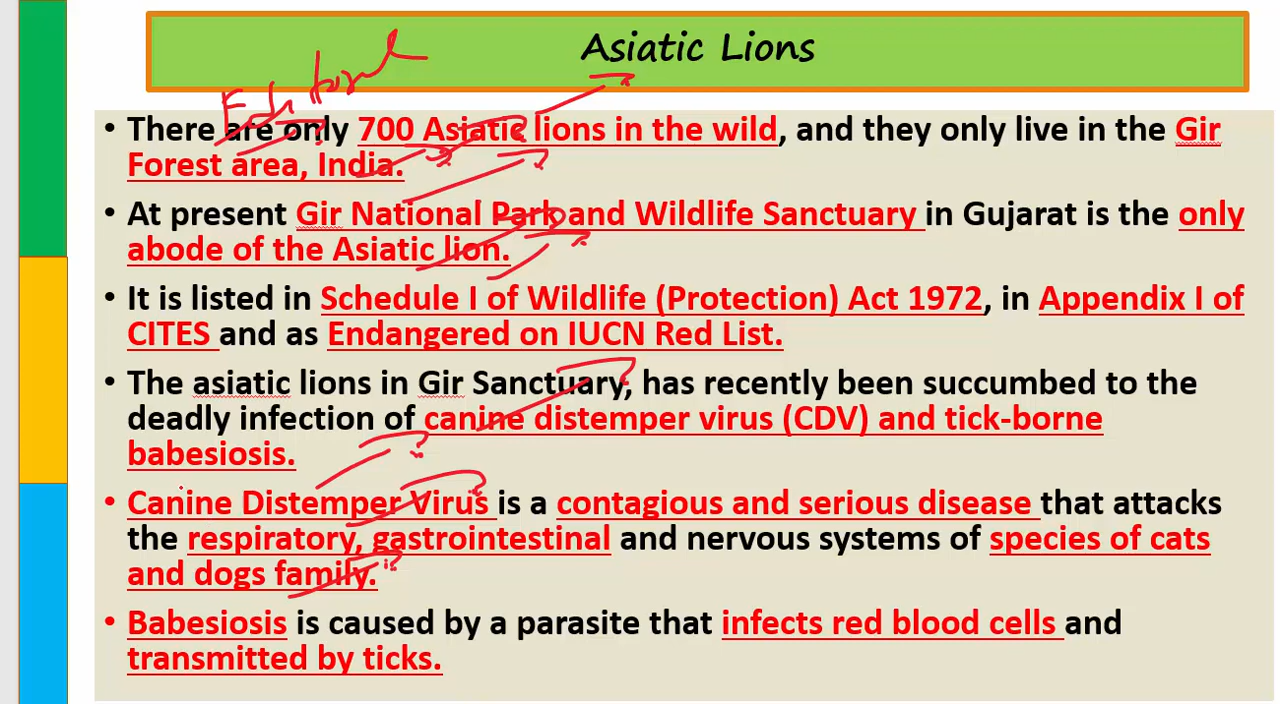 Asiatic Lions
Editorial
• There are only 700 Asiatic lions in the wild, and they only live in the Gir
Forest area, India.
• At present Gir National Park and Wildlife Sanctuary in Gujarat is the only
abode of the Asiatic lion.
• It is listed in Schedule I of Wildlife (Protection) Act 1972, in Appendix I of
CITES and as Endangered on IUCN Red List.
• The asiatic lions in Gir Sanctuary, has recently been succumbed to the
deadly infection of canine distemper virus (CDV) and tick-borne
babesiosis.
• Canine Distemper Virus is a contagious and serious disease that attacks
the respiratory, gastrointestinal and nervous systems of species of cats
and dogs family.
• Babesiosis is caused by a parasite that infects red blood cells and
transmitted by ticks.